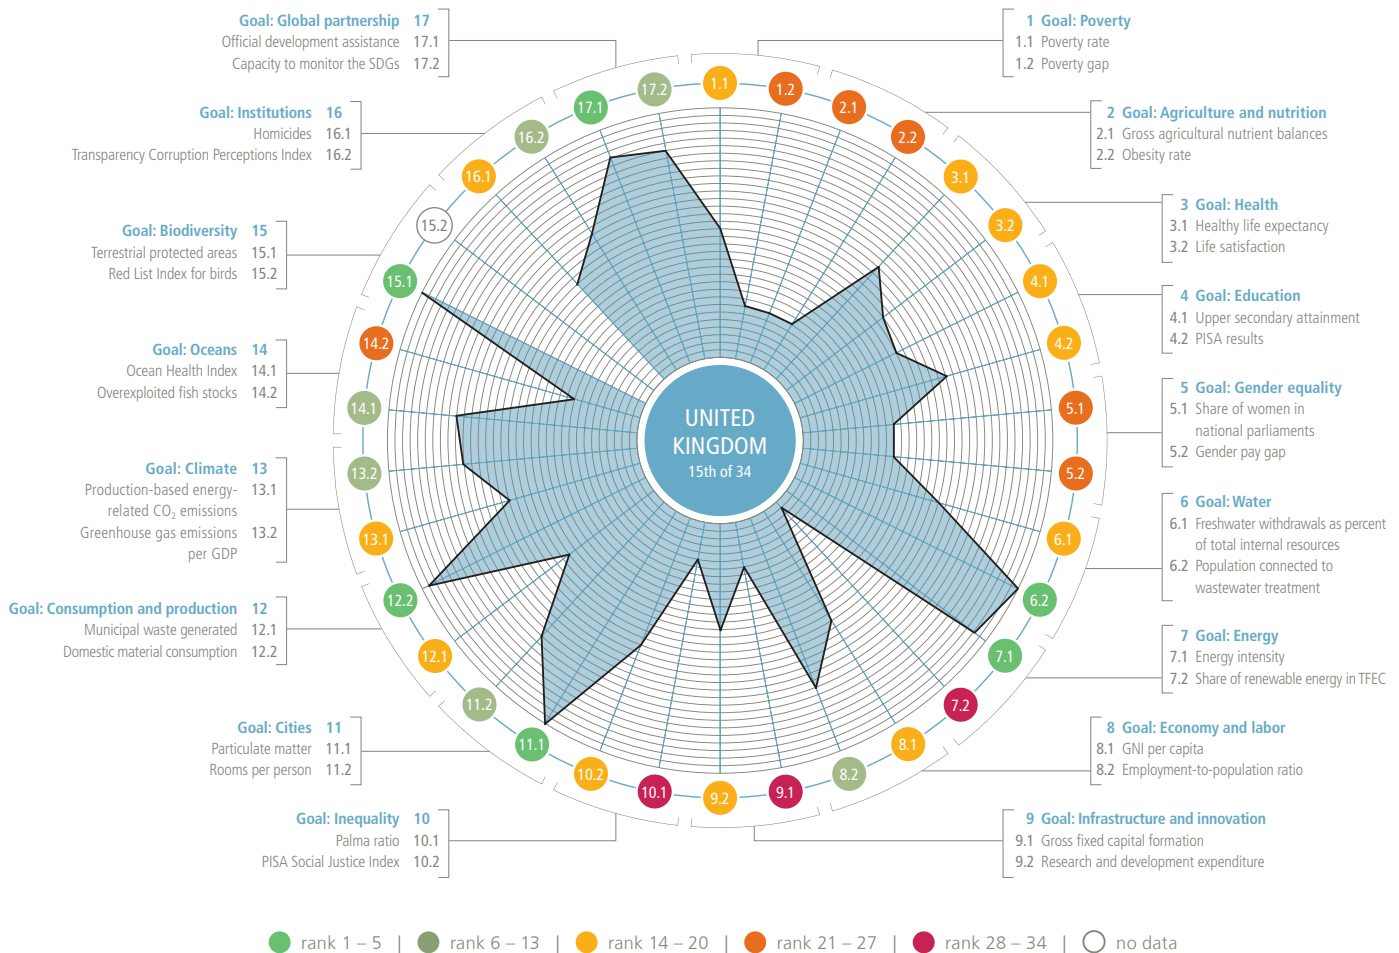 Goal: Global partnership 17
Official development assistance 17.1
Capacity to monitor the SDGs 17.2
Goal: Institutions 16
Homicides 16.1
Transparency Corruption Perceptions Index 16.2
Goal: Biodiversity 15
Terrestrial protected areas 15.1
Red List Index for birds 15.2
Goal: Oceans 14
Ocean Health Index 14.1
Overexploited fish stocks 14.2
Goal: Climate 13
Production-based energy- 13.1
related CO₂ emissions
Greenhouse gas emissions 13.2
per GDP
Goal: Consumption and production 12
Municipal waste generated 12.1
Domestic material consumption 12.2
Goal: Cities 11
Particulate matter 11.1
Rooms per person 11.2
Goal: Inequality 10
Palma ratio 10.1
PISA Social Justice Index 10.2
1 Goal: Poverty
1.1 Poverty rate
1.2 Poverty gap
2 Goal: Agriculture and nutrition
2.1 Gross agricultural nutrient balances
2.2 Obesity rate
3 Goal: Health
3.1 Healthy life expectancy
3.2 Life satisfaction
4 Goal: Education
4.1 Upper secondary attainment
4.2 PISA results
5 Goal: Gender equality
5.1 Share of women in
national parliaments
5.2 Gender pay gap
6 Goal: Water
6.1 Freshwater withdrawals as percent
of total internal resources
6.2 Population connected to
wastewater treatment
7 Goal: Energy
7.1 Energy intensity
7.2 Share of renewable energy in TFEC
8 Goal: Economy and labor
8.1 GNI per capita
8.2 Employment-to-population ratio
9 Goal: Infrastructure and innovation
9.1 Gross fixed capital formation
9.2 Research and development expenditure
1.1
1.2
2.1
2.2
3.1
3.2
4.1
4.2
5.1
5.2
6.1
6.2
7.1
7.2
8.1
8.2
9.1
9.2
10.1
10.2
11.1
11.2
12.1
12.2
13.1
13.2
14.1
14.2
15.1
15.2
16.1
16.2
17.1
17.2
UNITED
KINGDOM
15th of 34
rank 1 – 5 | rank 6 – 13 | rank 14 – 20 | rank 21 – 27 | rank 28 – 34 | no data